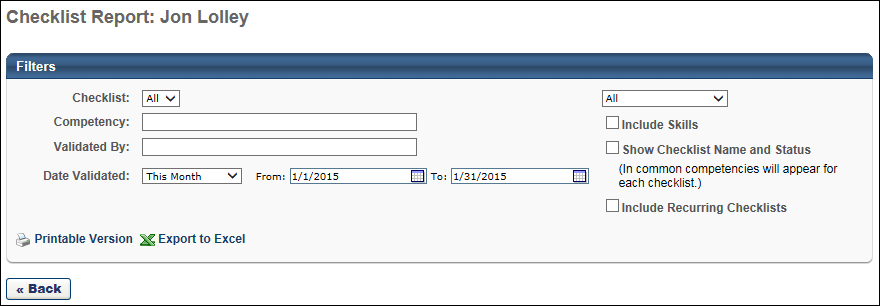 Checklist Report: Jon Lolley
Filters
Checklist: All
All
Competency:
Include Skills
Validated By:
Show Checklist Name and Status
(In common competencies will appear for
each checklist.)
Date Validated: This Month From: 1/1/2015 To: 1/31/2015
Include Recurring Checklists
Printable Version Export to Excel
« Back